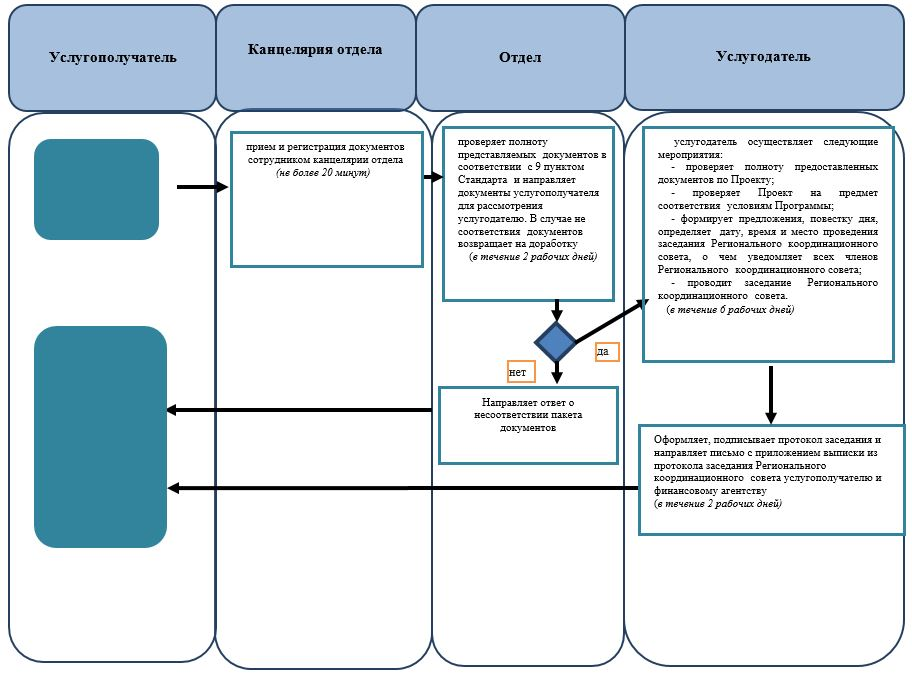 Услугополучатель
Канцелярия отдела
Отдел
Услугодатель
прием и регистрация документов
сотрудником канцелярии отдела
(не более 20 минут)
проверяет полноту
представляемых документов в
соответствии с 9 пунктом
Стандарта и направляет
документы услугополучателя
для рассмотрения
услугодателю. В случае не
соответствия документов
возвращает на доработку
(в течение 2 рабочих дней)
услугодатель осуществляет следующие
мероприятия:
- проверяет полноту предоставленных
документов по Проекту;
- проверяет Проект на предмет
соответствия условиям Программы;
- формирует предложения, повестку дня,
определяет дату, время и место проведения
заседания Регионального координационного
совета, о чем уведомляет всех членов
Регионального координационного совета;
- проводит заседание Регионального
координационного совета.
(в течение 6 рабочих дней)
да
нет
Направляет ответ о
несоответствии пакета
документов
Оформляет, подписывает протокол заседания и
направляет письмо с приложением выписки из
протокола заседания Регионального
координационного совета услугополучателю и
финансовому агентству
(в течение 2 рабочих дней)